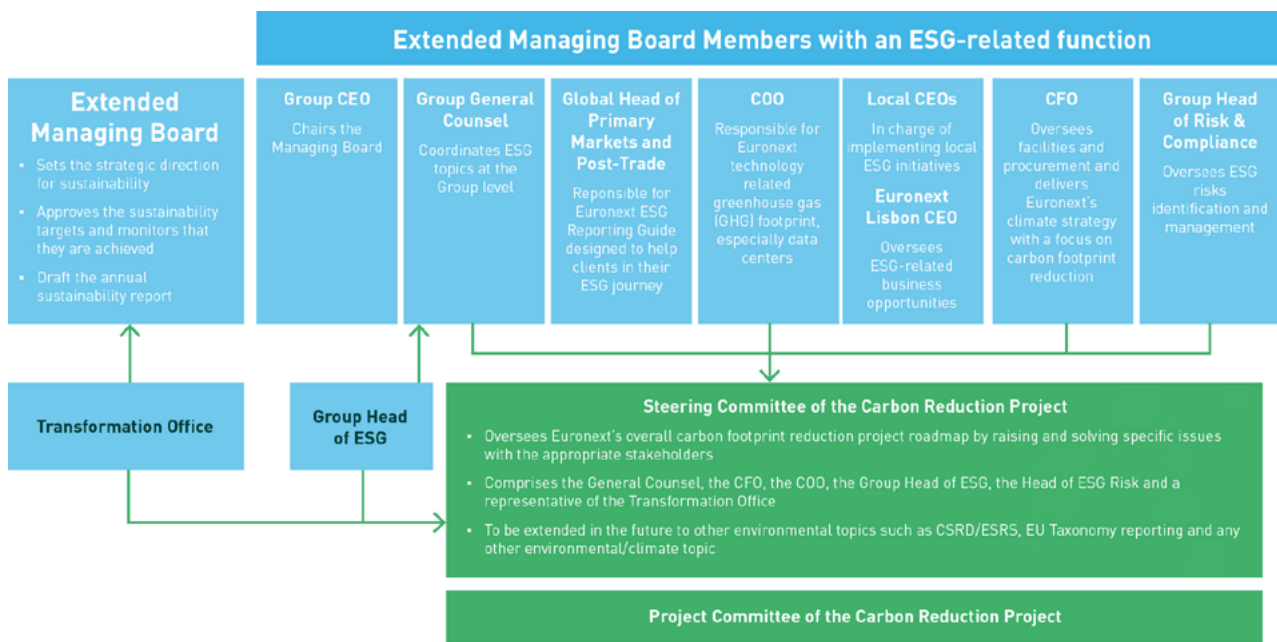 Extended Managing Board Members with an ESG-related function
Extended
Managing Board
• Sets the strategic direction
for sustainability
• Approves the sustainability
targets and monitors that
they are achieved
• Draft the annual
sustainability report
Group CEO
Chairs the
Managing Board
Group General
Counsel
Coordinates ESG
topics at the
Group level
Global Head of
Primary
Markets and
Post-Trade
Reponsible for
Euronext ESG
Reporting Guide
designed to help
clients in their
ESG journey
COO
Responsible for
Euronext
technology
related
greenhouse gas
(GHG) footprint,
especially data
centers
Local CEOs
In charge of
implementing local
ESG initiatives
Euronext
Lisbon CEO
Oversees
ESG-related
business
opportunities
CFO
Oversees
facilities and
procurement and
delivers
Euronext's
climate strategy
with a focus on
carbon footprint
reduction
Group Head
of Risk &
Compliance
Oversees ESG
risks
identification and
management
Transformation Office
Group Head
of ESG
Steering Committee of the Carbon Reduction Project
• Oversees Euronext's overall carbon footprint reduction project roadmap by raising and solving specific issues
with the appropriate stakeholders
• Comprises the General Counsel, the CFO, the COO, the Group Head of ESG, the Head of ESG Risk and a
representative of the Transformation Office
• To be extended in the future to other environmental topics such as CSRD/ESRS, EU Taxonomy reporting and any
other environmental/climate topic
Project Committee of the Carbon Reduction Project